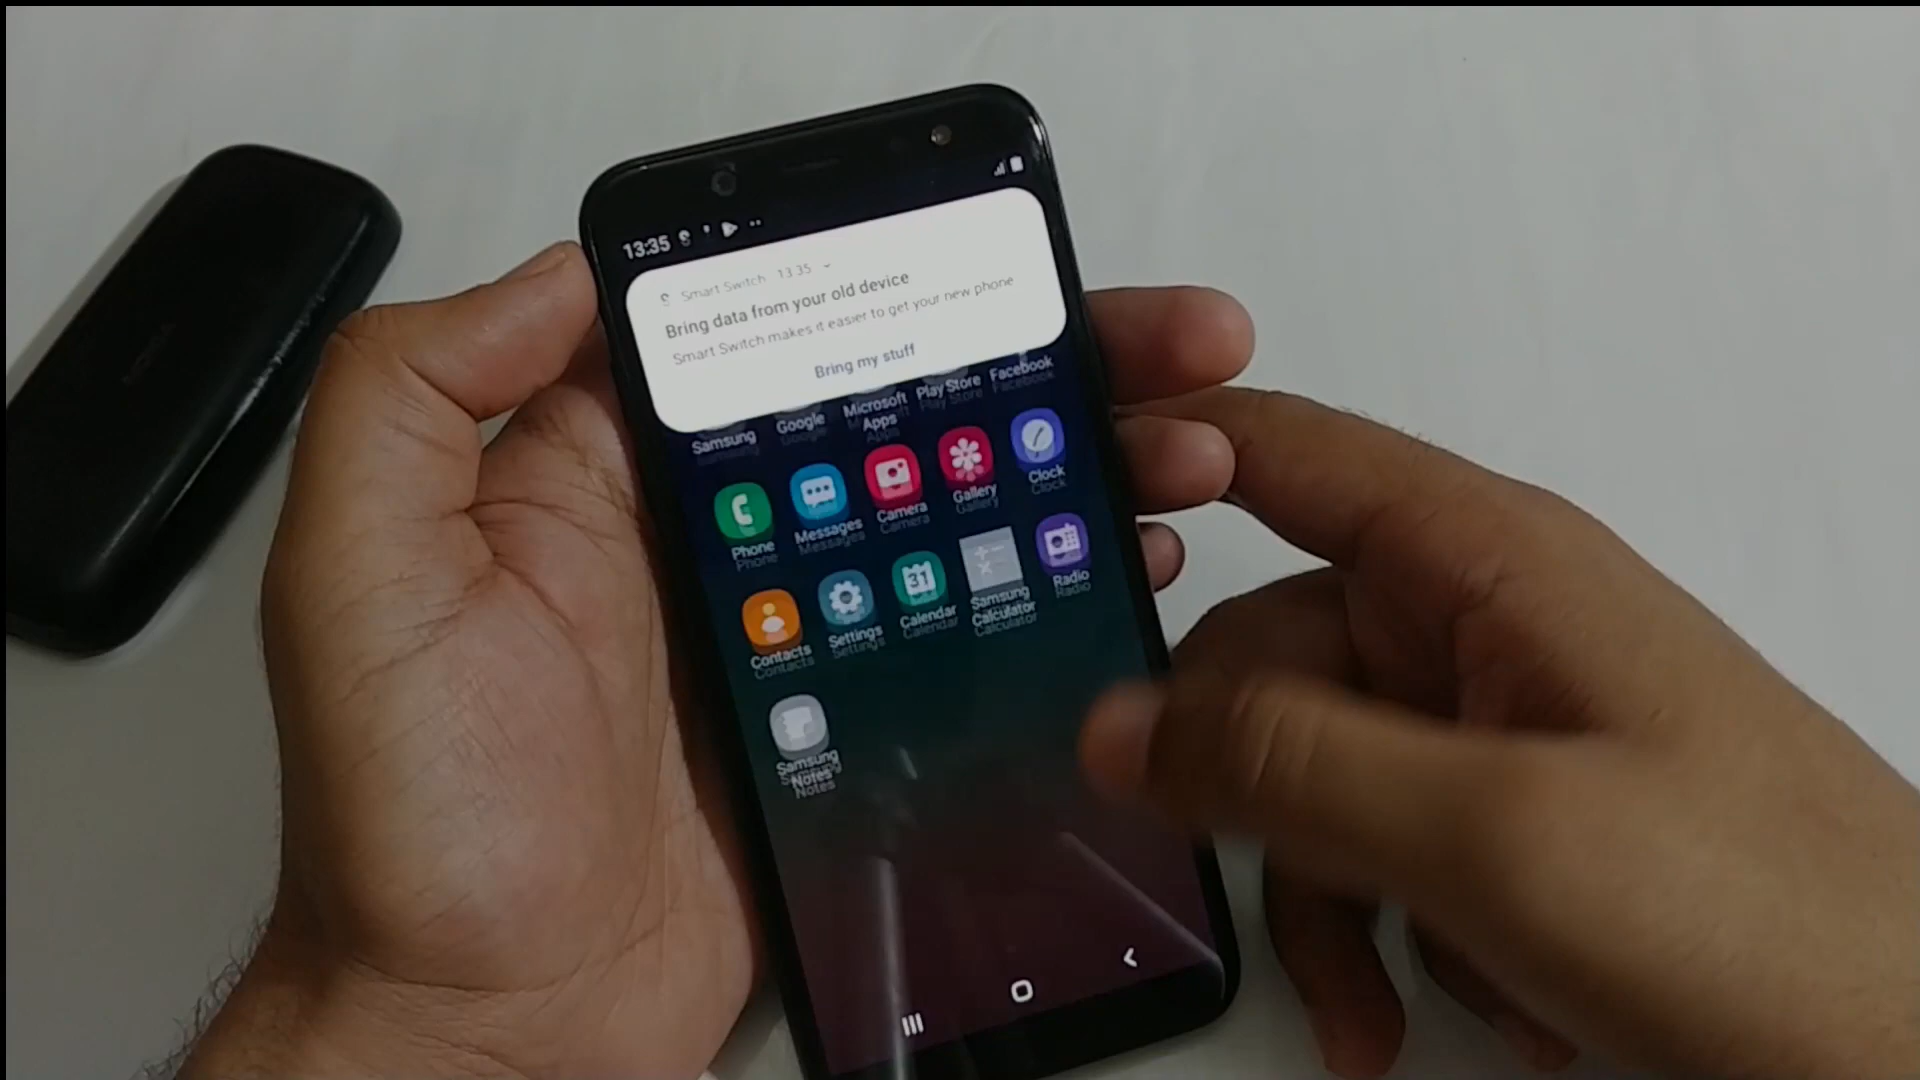 13:35
Smart Switch 13 35
Bring data from your old device
Smart Switch makes it easier to get your new phone
Bring my stuff
Samsung
Google
Microsoft
Apps
Play Store
Facebook
Phone
Messages
Camera
Gallery
Clock
Contacts
Settings
31
Calendar
Samsung
Calculator
Radio
Samsung
Notes